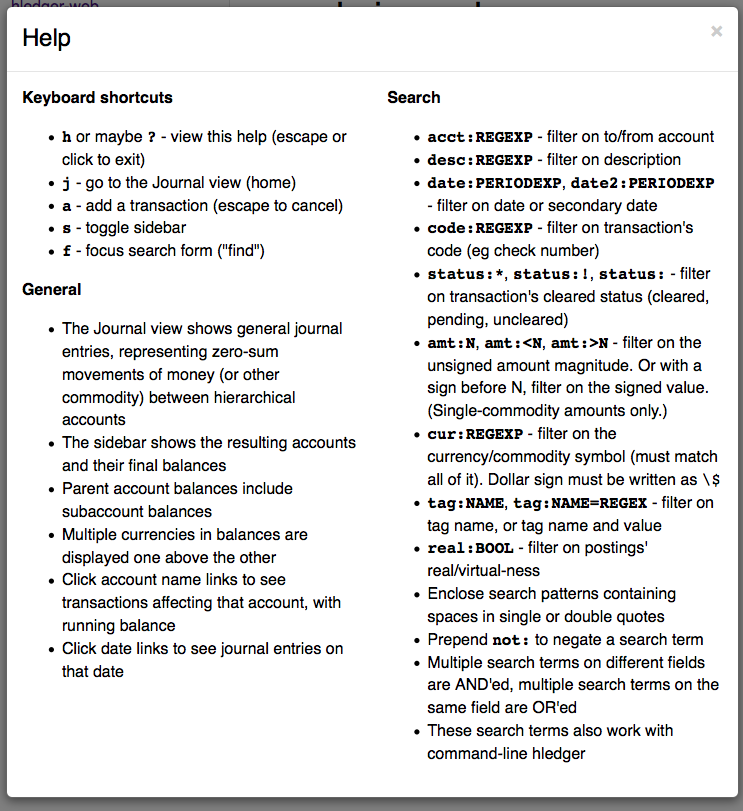 hledger-web
Help
×
Keyboard shortcuts
h or maybe ? - view this help (escape or
click to exit)
j - go to the Journal view (home)
a - add a transaction (escape to cancel)
s - toggle sidebar
f - focus search form ("find")
General
The Journal view shows general journal
entries, representing zero-sum
movements of money (or other
commodity) between hierarchical
accounts
The sidebar shows the resulting accounts
and their final balances
Parent account balances include
subaccount balances
Multiple currencies in balances are
displayed one above the other
Click account name links to see
transactions affecting that account, with
running balance
Click date links to see journal entries on
that date
Search
acct:REGEXP - filter on to/from account
desc:REGEXP - filter on description
date:PERIODEXP, date2:PERIODEXP
- filter on date or secondary date
code:REGEXP - filter on transaction's
code (eg check number)
status:*, status:!, status: - filter
on transaction's cleared status (cleared,
pending, uncleared)
amt:N, amt:<N, amt:>N - filter on the
unsigned amount magnitude. Or with a
sign before N, filter on the signed value.
(Single-commodity amounts only.)
cur:REGEXP - filter on the
currency/commodity symbol (must match
all of it). Dollar sign must be written as \$
tag:NAME, tag:NAME=REGEX - filter on
tag name, or tag name and value
real:BOOL - filter on postings'
real/virtual-ness
Enclose search patterns containing
spaces in single or double quotes
Prepend not: to negate a search term
Multiple search terms on different fields
are AND'ed, multiple search terms on the
same field are OR'ed
These search terms also work with
command-line hledger